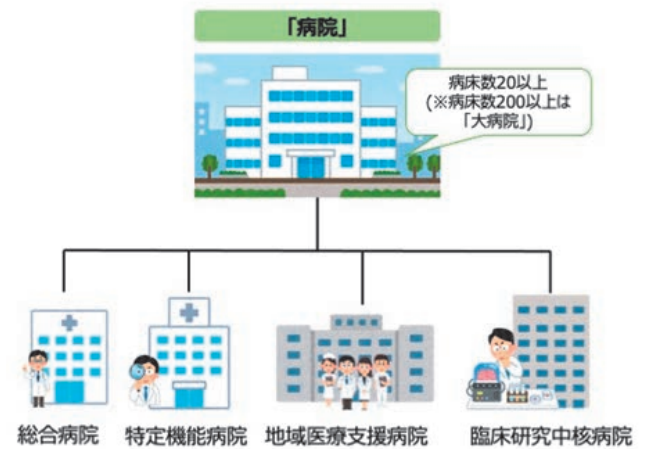 「病院」
病床数20以上
(※病床数200以上は
「大病院」)
総合病院
特定機能病院
地域医療支援病院
臨床研究中核病院